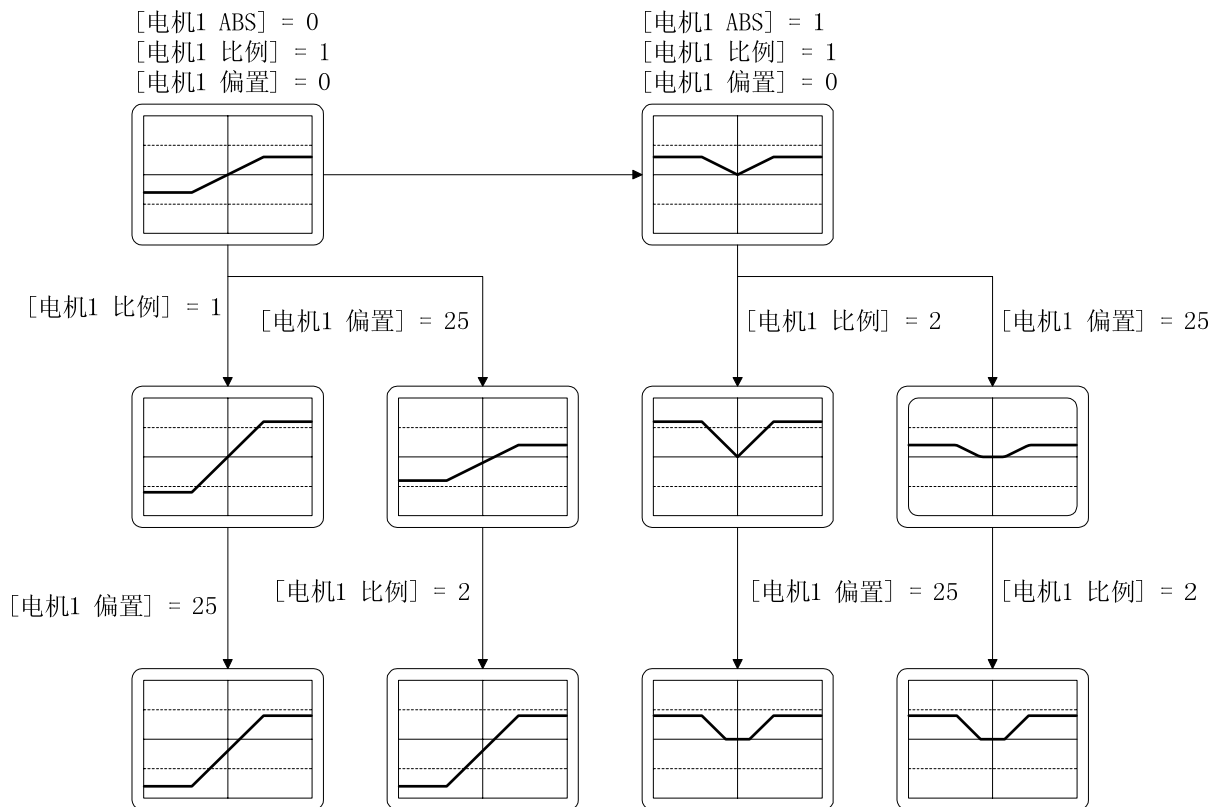 [电机1 ABS] = 0
[电机1 比例] = 1
[电机1 偏置] = 0
[电机1 ABS] = 1
[电机1 比例] = 1
[电机1 偏置] = 0
[电机1 比例] = 1
[电机1 偏置] = 25
[电机1 比例] = 2
[电机1 偏置] = 25
[电机1 偏置] = 25
[电机1 比例] = 2
[电机1 偏置] = 25
[电机1 比例] = 2